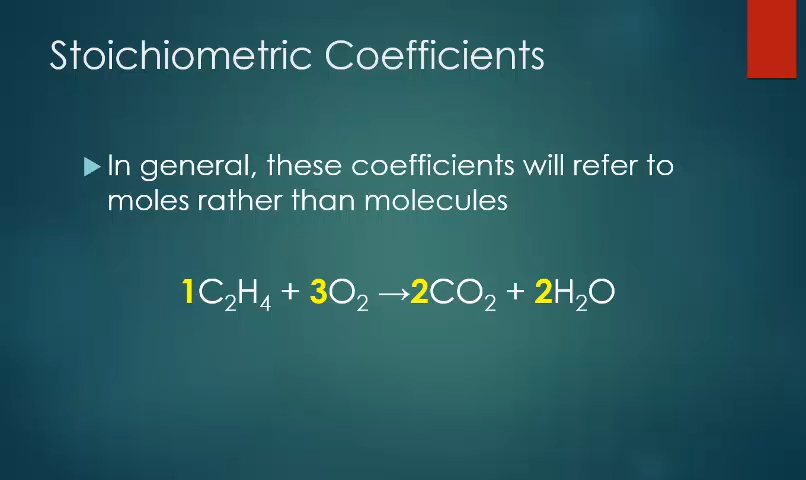 Stoichiometric Coefficients
In general, these coefficients will refer to
moles rather than molecules
1C₂H₄ + 3O₂ →2CO₂ + 2H₂O